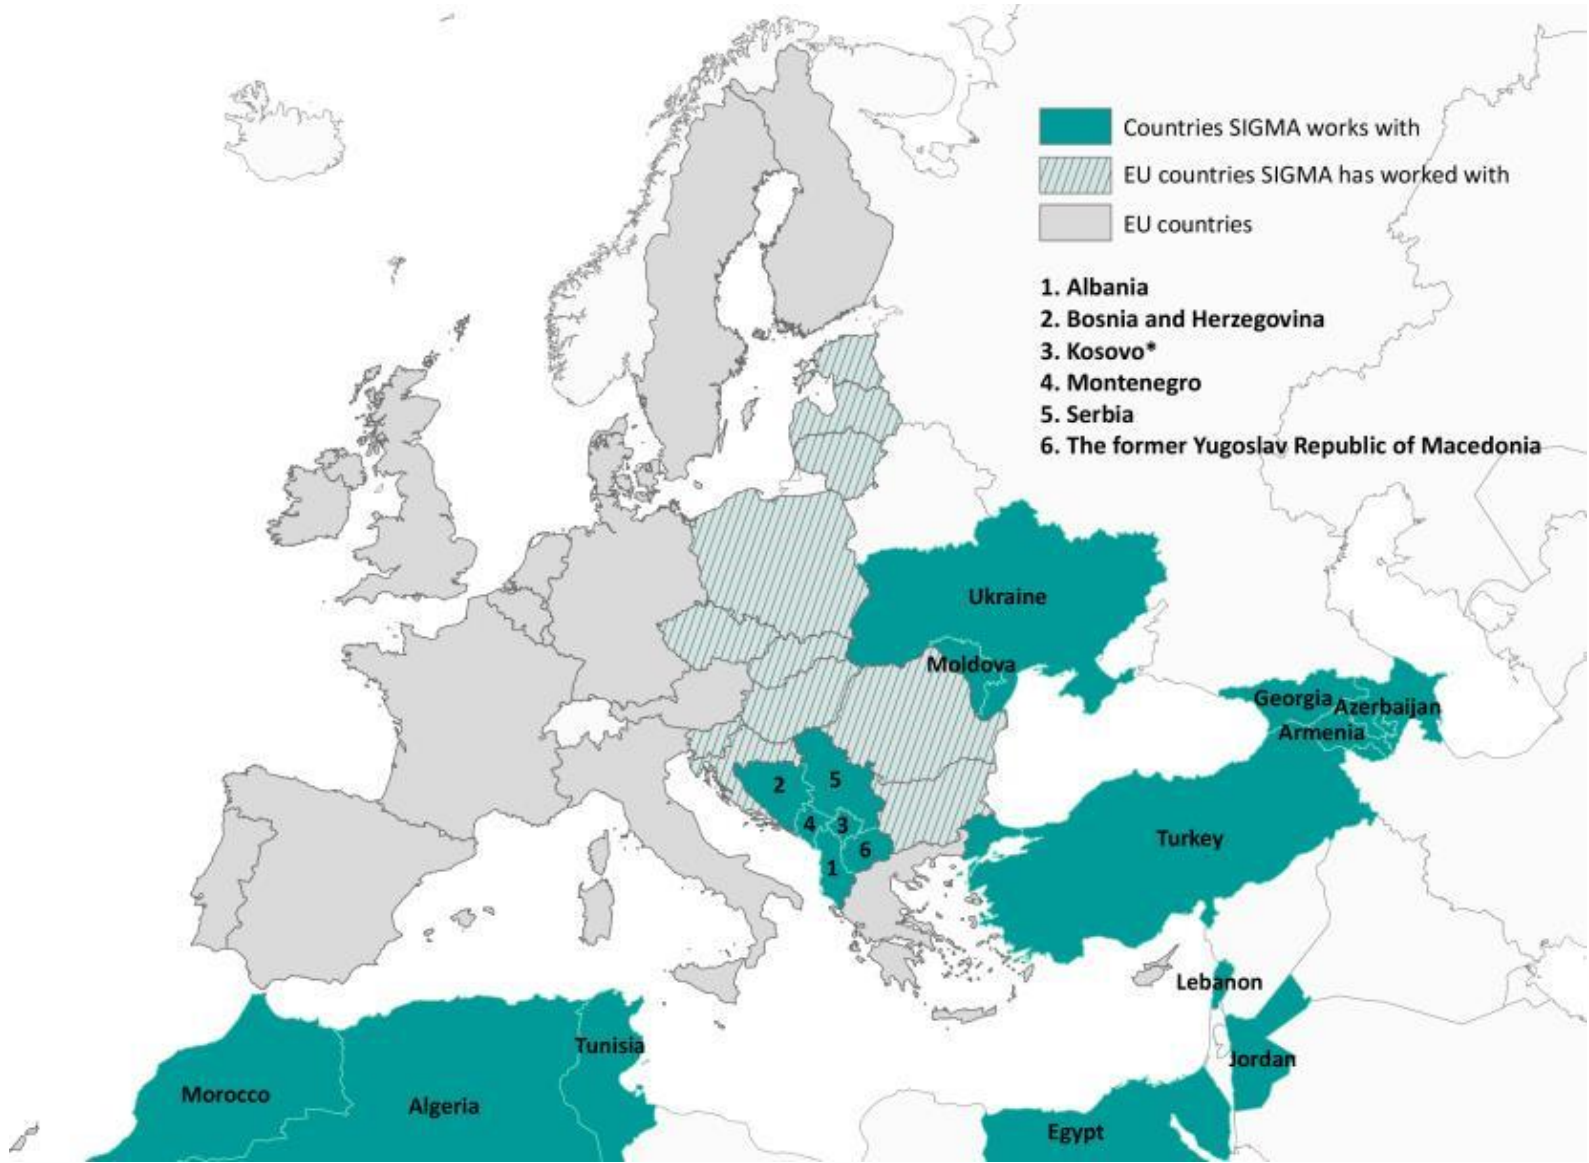 Countries SIGMA works with
EU countries SIGMA has worked with
EU countries
1. Albania
2. Bosnia and Herzegovina
3. Kosovo*
4. Montenegro
5. Serbia
6. The former Yugoslav Republic of Macedonia
Ukraine
Moldova
Georgia
Azerbaijan
Armenia
2
5
4
3
6
1
Turkey
Lebanon
Jordan
Tunisia
Morocco
Algeria
Egypt